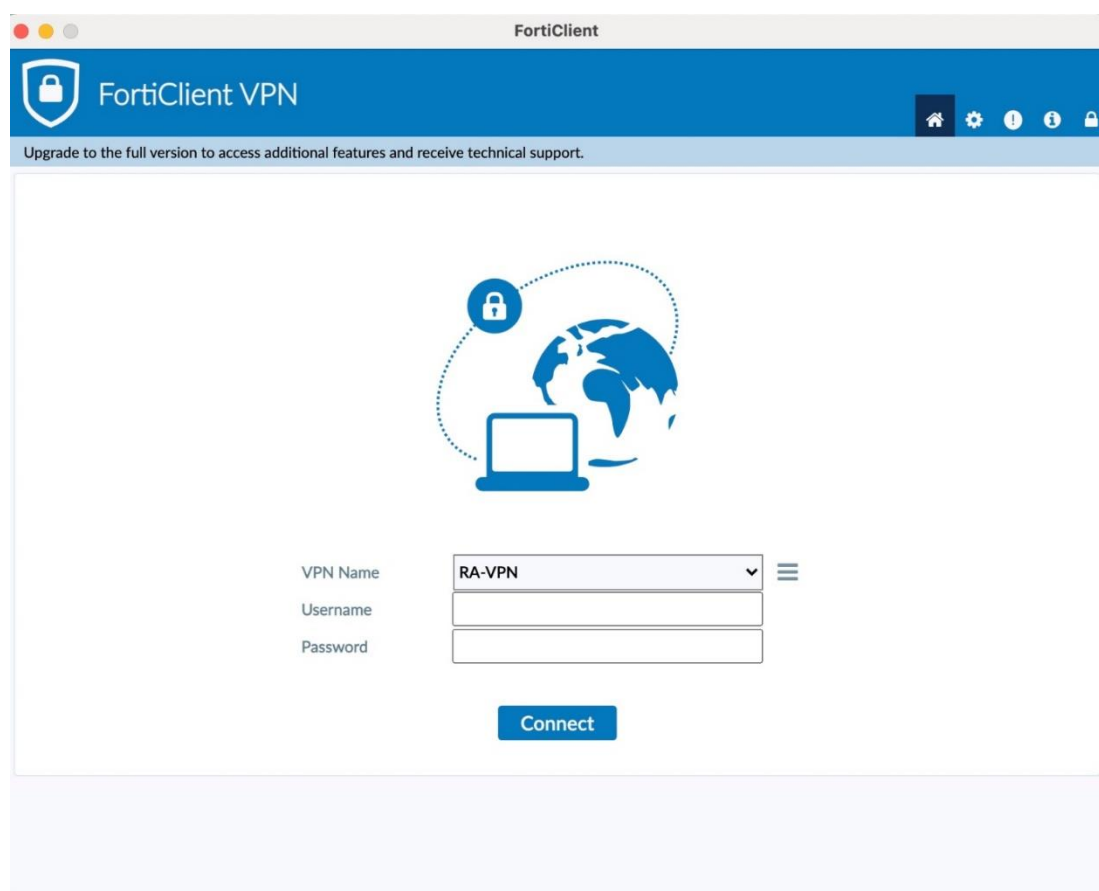 FortiClient
FortiClient VPN
Upgrade to the full version to access additional features and receive technical support.
VPN Name
RA-VPN
Username
Password
Connect